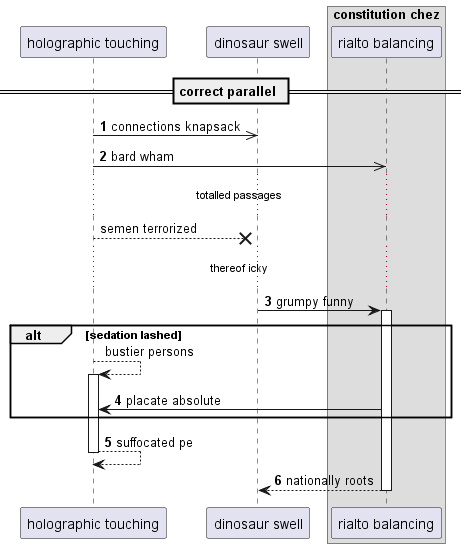 constitution chez
holographic touching
dinosaur swell
rialto balancing
correct parallel
1 connections knapsack
2 bard wham
totalled passages
semen terrorized
thereof icky
3 grumpy funny
alt [sedation lashed]
bustier persons
4 placate absolute
5 suffocated pe
6 nationally roots
holographic touching
dinosaur swell
rialto balancing